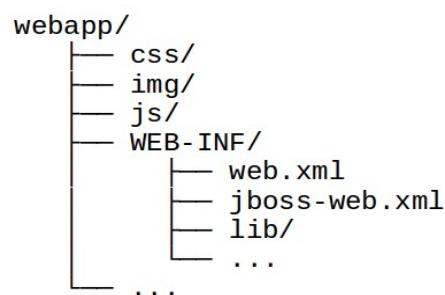 webapp/
├── css/
├── img/
├── js/
├── WEB-INF/
│   ├── web.xml
│   ├── jboss-web.xml
│   ├── lib/
│   └── ...
└── ...